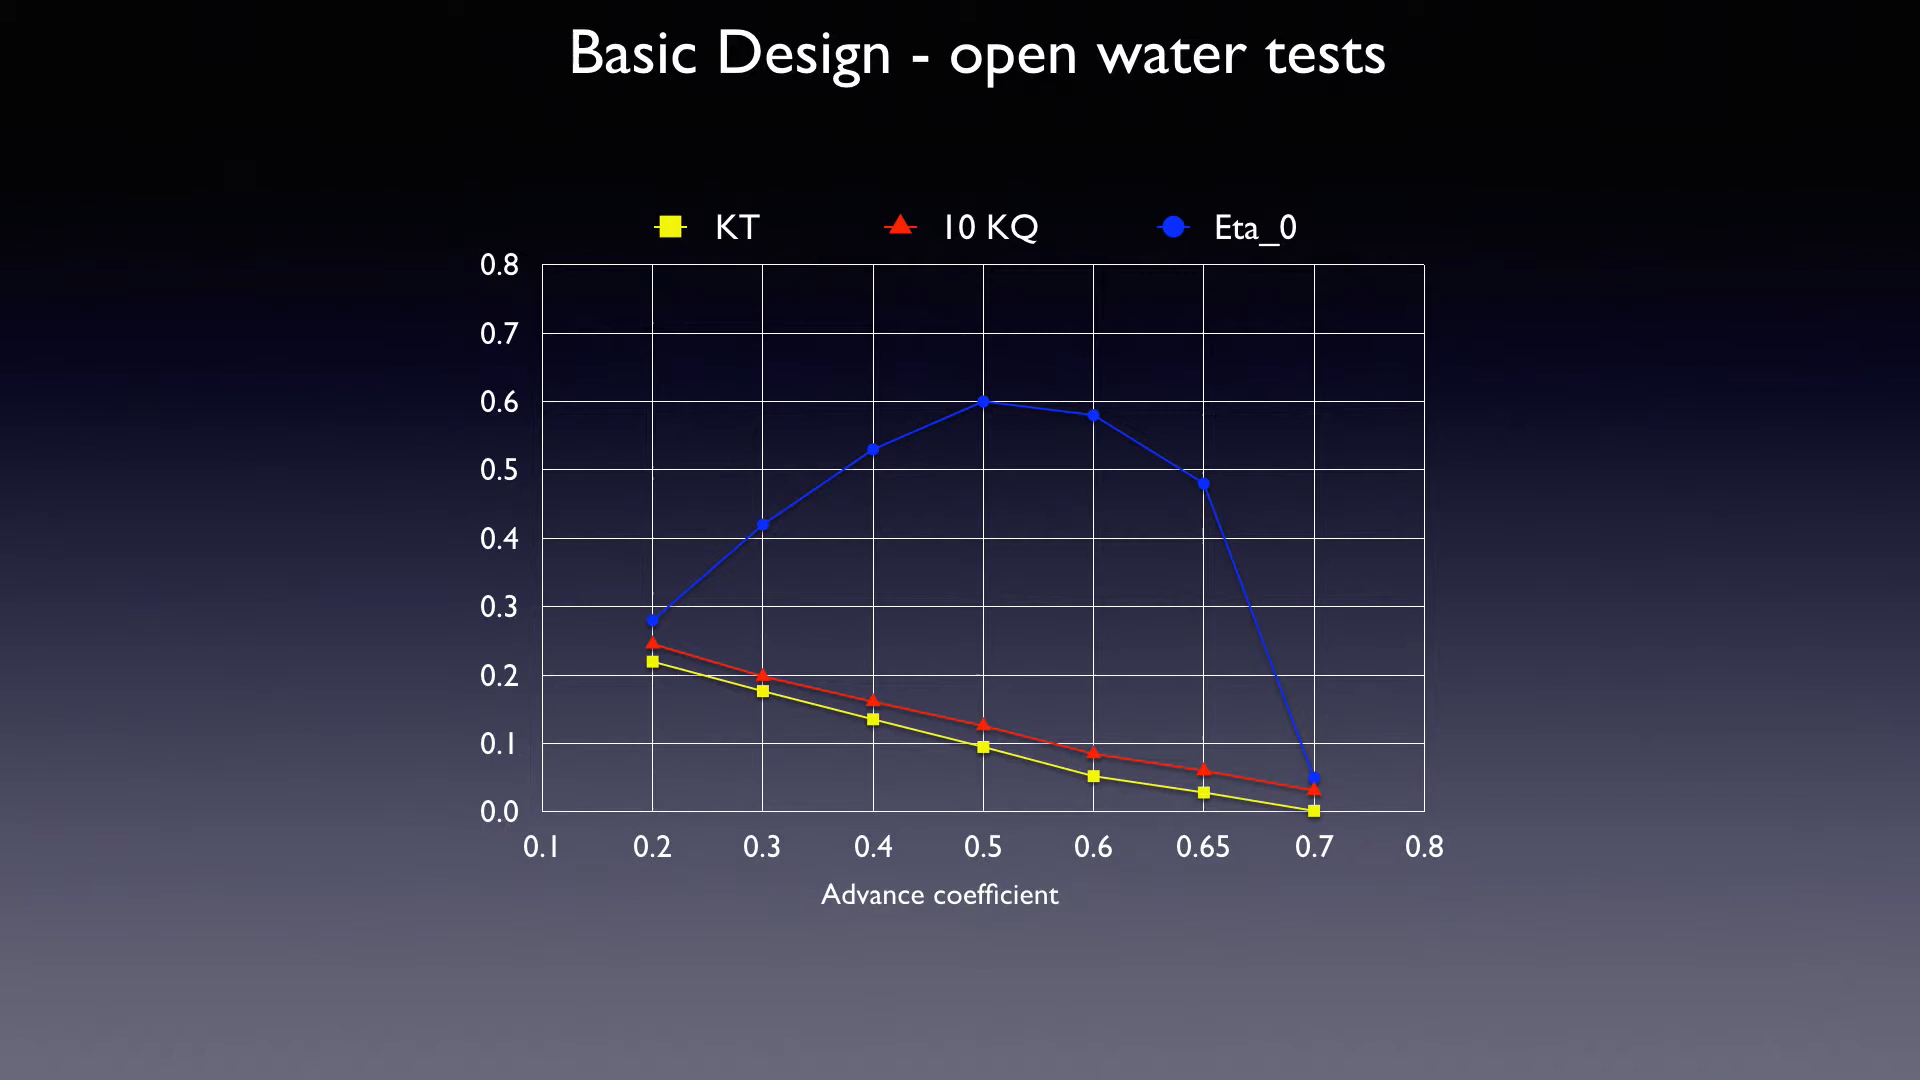 Basic Design - open water tests
KT 10 KQ Eta_0
0.8
0.7
0.6
0.5
0.4
0.3
0.2
0.1
0.0
0.1 0.2 0.3 0.4 0.5 0.6 0.65 0.7 0.8
Advance coefficient